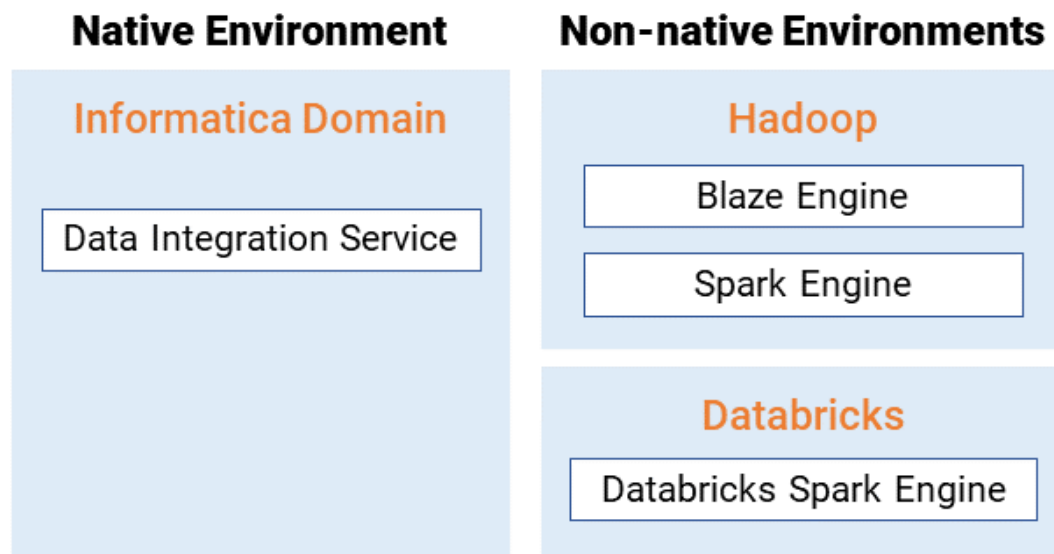 Native Environment
Informatica Domain
Data Integration Service
Non-native Environments
Hadoop
Blaze Engine
Spark Engine
Databricks
Databricks Spark Engine